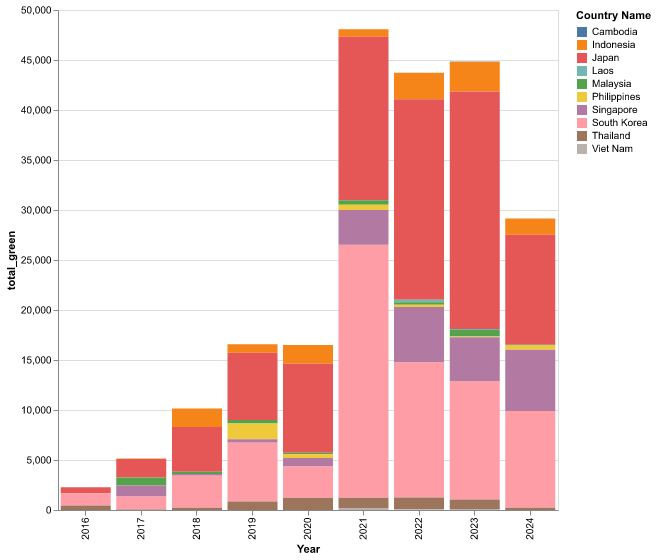 50,000
45,000
40,000
35,000
30,000
25,000
20,000
15,000
10,000
5,000
0
total_green
2016
2017
2018
2019
2020
2021
2022
2023
2024
Year
Country Name
Cambodia
Indonesia
Japan
Laos
Malaysia
Philippines
Singapore
South Korea
Thailand
Viet Nam